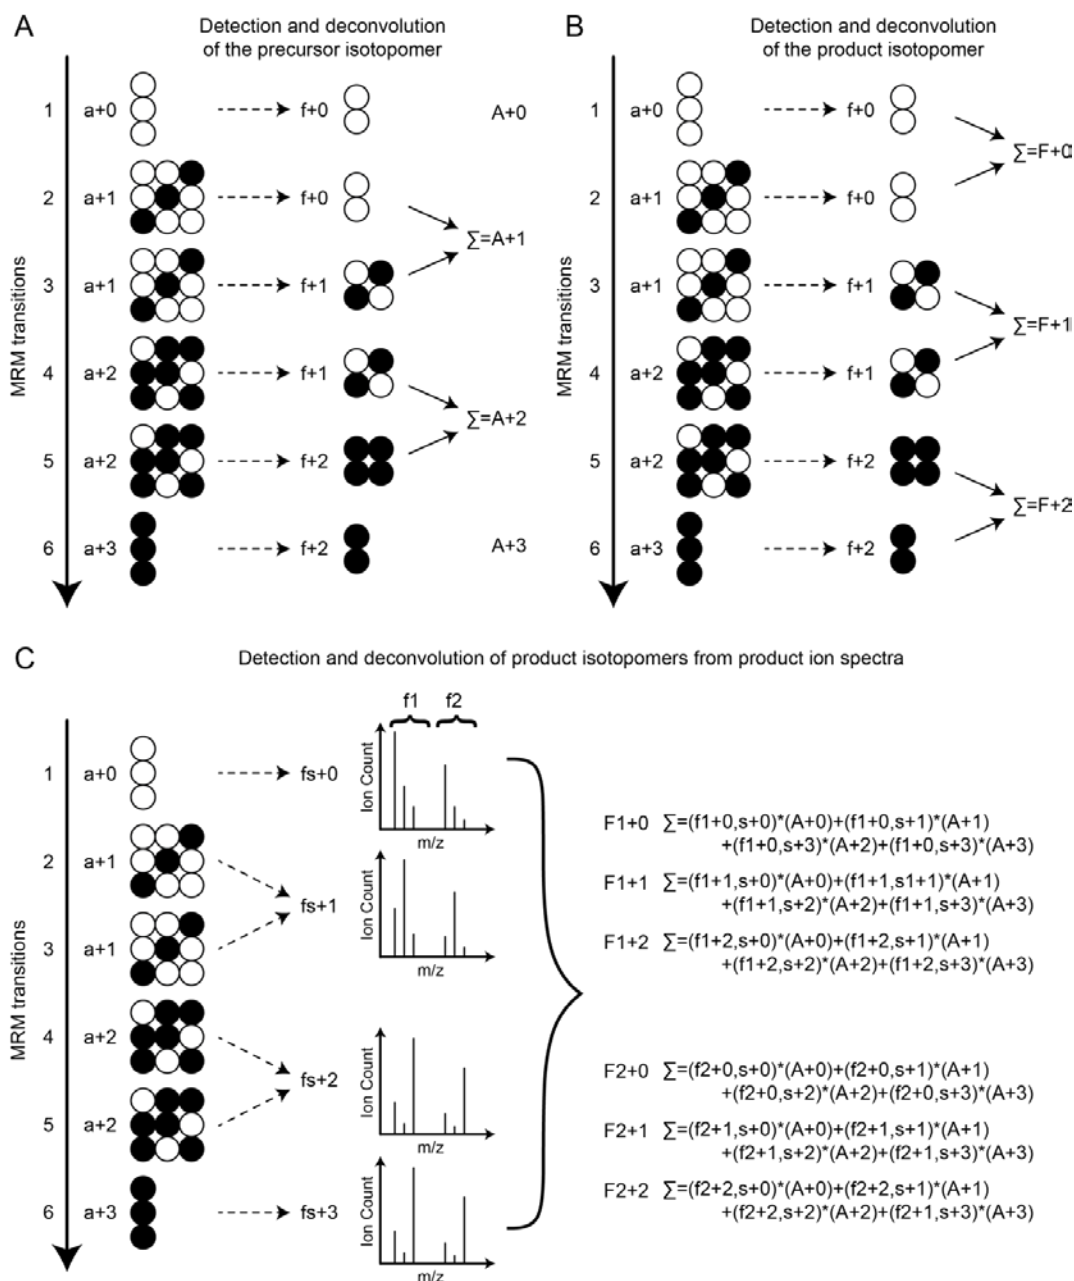 A
Detection and deconvolution
of the precursor isotopomer
MRM transitions
1 a+0 f+0 A+0
2 a+1 f+0
∑=A+1
3 a+1 f+1
4 a+2 f+1
∑=A+2
5 a+2 f+2
6 a+3 f+2 A+3
B
Detection and deconvolution
of the product isotopomer
MRM transitions
1 a+0 f+0
∑=F+0
2 a+1 f+0
3 a+1 f+1
∑=F+1
4 a+2 f+1
5 a+2 f+2
∑=F+2
6 a+3 f+2
C
Detection and deconvolution of product isotopomers from product ion spectra
MRM transitions
1 a+0 fs+0
2 a+1
fs+1
3 a+1
4 a+2
fs+2
5 a+2
6 a+3 fs+3
f1 f2
Ion Count
m/z
Ion Count
m/z
Ion Count
m/z
Ion Count
m/z
F1+0 ∑=(f1+0,s+0)*(A+0)+(f1+0,s+1)*(A+1)
+(f1+0,s+3)*(A+2)+(f1+0,s+3)*(A+3)
F1+1 ∑=(f1+1,s+0)*(A+0)+(f1+1,s1+1)*(A+1)
+(f1+1,s+2)*(A+2)+(f1+1,s+3)*(A+3)
F1+2 ∑=(f1+2,s+0)*(A+0)+(f1+2,s+1)*(A+1)
+(f1+2,s+2)*(A+2)+(f1+2,s+3)*(A+3)
F2+0 ∑=(f2+0,s+0)*(A+0)+(f2+0,s+1)*(A+1)
+(f2+0,s+2)*(A+2)+(f2+0,s+3)*(A+3)
F2+1 ∑=(f2+1,s+0)*(A+0)+(f2+1,s+1)*(A+1)
+(f2+1,s+2)*(A+2)+(f2+1,s+3)*(A+3)
F2+2 ∑=(f2+2,s+0)*(A+0)+(f2+2,s+1)*(A+1)
+(f2+2,s+2)*(A+2)+(f2+1,s+3)*(A+3)